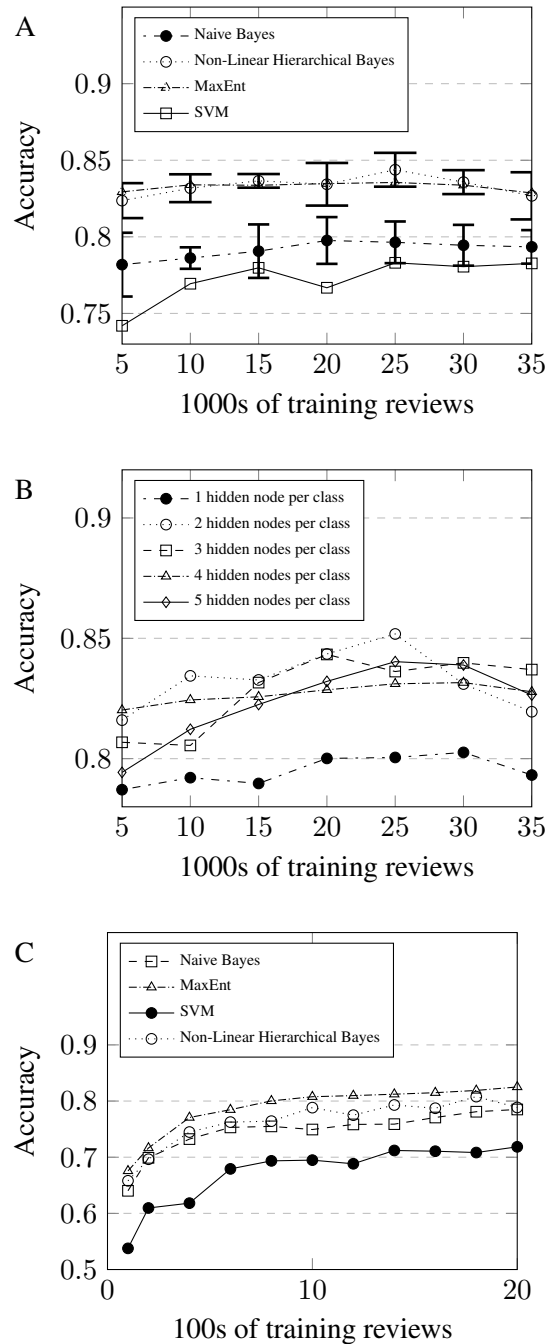 A
Naive Bayes
Non-Linear Hierarchical Bayes
MaxEnt
SVM
0.9
0.85
0.8
0.75
Accuracy
5 10 15 20 25 30 35
1000s of training reviews
B
1 hidden node per class
2 hidden nodes per class
3 hidden nodes per class
4 hidden nodes per class
5 hidden nodes per class
0.9
0.85
0.8
Accuracy
5 10 15 20 25 30 35
1000s of training reviews
C
Naive Bayes
MaxEnt
SVM
Non-Linear Hierarchical Bayes
0.9
0.8
0.7
0.6
0.5
Accuracy
0 10 20
100s of training reviews